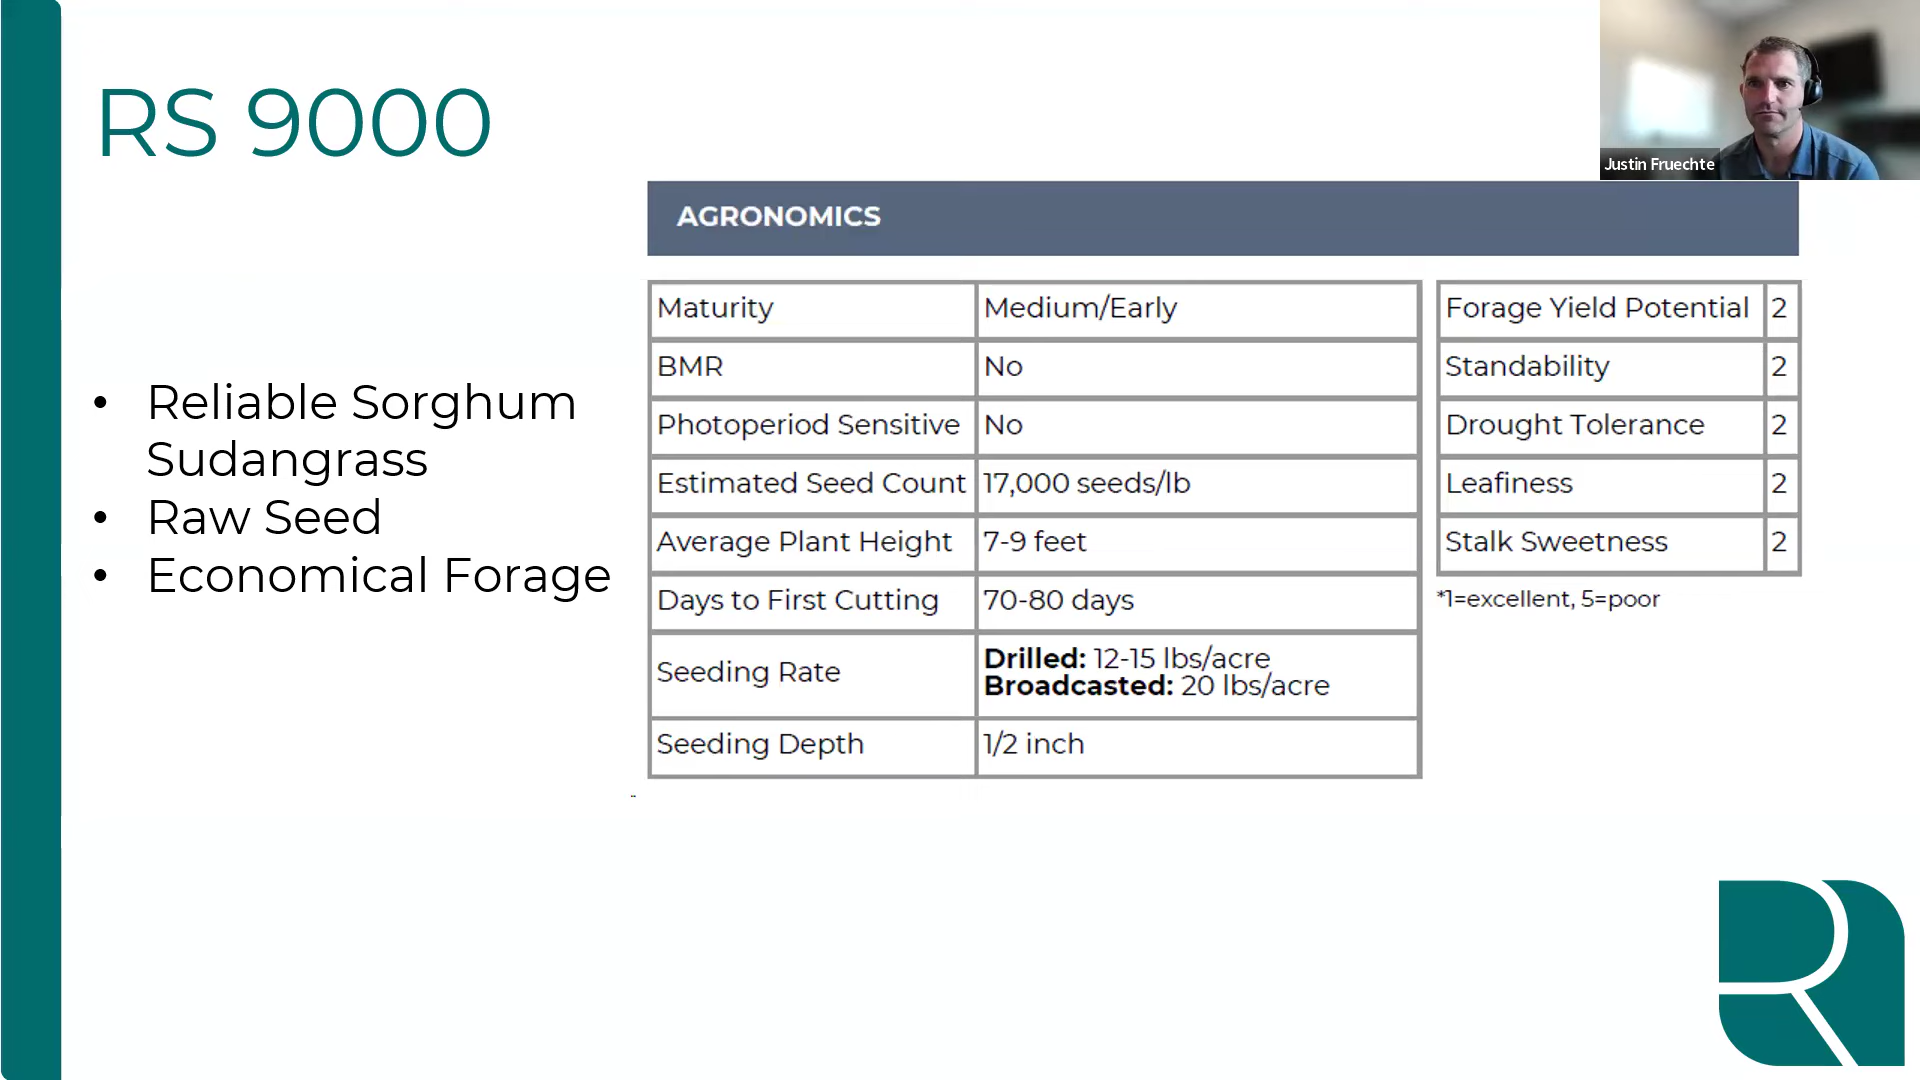 RS 9000
Justin Fruechte
• Reliable Sorghum
Sudangrass
• Raw Seed
• Economical Forage
AGRONOMICS
Maturity Medium/Early
BMR No
Photoperiod Sensitive No
Estimated Seed Count 17,000 seeds/lb
Average Plant Height 7-9 feet
Days to First Cutting 70-80 days
Seeding Rate Drilled: 12-15 lbs/acre
Broadcasted: 20 lbs/acre
Seeding Depth 1/2 inch
Forage Yield Potential 2
Standability 2
Drought Tolerance 2
Leafiness 2
Stalk Sweetness 2
*1=excellent, 5=poor